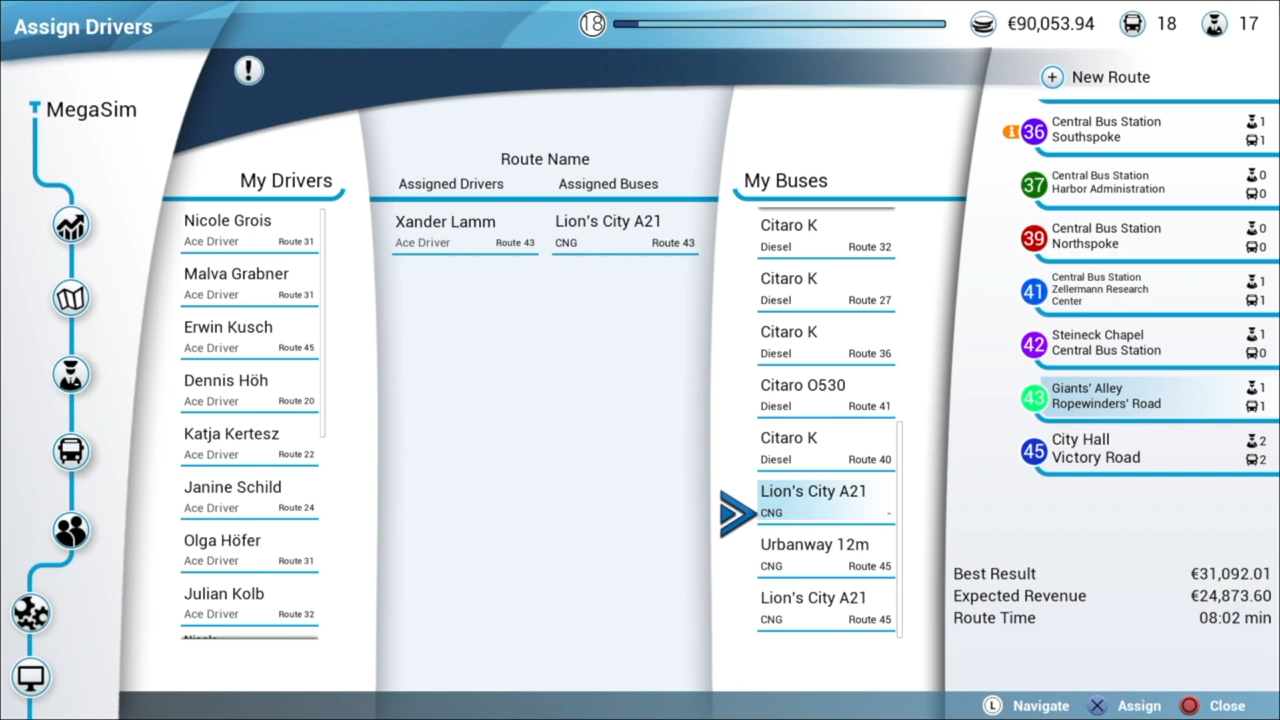 Assign Drivers
18
€90,053.94
18
17
!
MegaSim
My Drivers
Nicole Grois
Ace Driver Route 31
Malva Grabner
Ace Driver Route 31
Erwin Kusch
Ace Driver Route 45
Dennis Höh
Ace Driver Route 20
Katja Kertesz
Ace Driver Route 22
Janine Schild
Ace Driver Route 24
Olga Höfer
Ace Driver Route 31
Julian Kolb
Ace Driver Route 32
Route Name
Assigned Drivers Assigned Buses
Xander Lamm
Ace Driver Route 43
Lion's City A21
CNG Route 43
My Buses
Citaro K
Diesel Route 32
Citaro K
Diesel Route 27
Citaro K
Diesel Route 36
Citaro O530
Diesel Route 41
Citaro K
Diesel Route 40
Lion's City A21
CNG -
Urbanway 12m
CNG Route 45
Lion's City A21
CNG Route 45
+ New Route
i 36
Central Bus Station 1
Southspoke 1
37
Central Bus Station 0
Harbor Administration 0
39
Central Bus Station 0
Northspoke 0
41
Central Bus Station 1
Zellermann Research
Center 1
42
Steineck Chapel 1
Central Bus Station 0
43
Giants' Alley 1
Ropewinders' Road 1
45
City Hall 2
Victory Road 2
Best Result €31,092.01
Expected Revenue €24,873.60
Route Time 08:02 min
L Navigate Assign Close